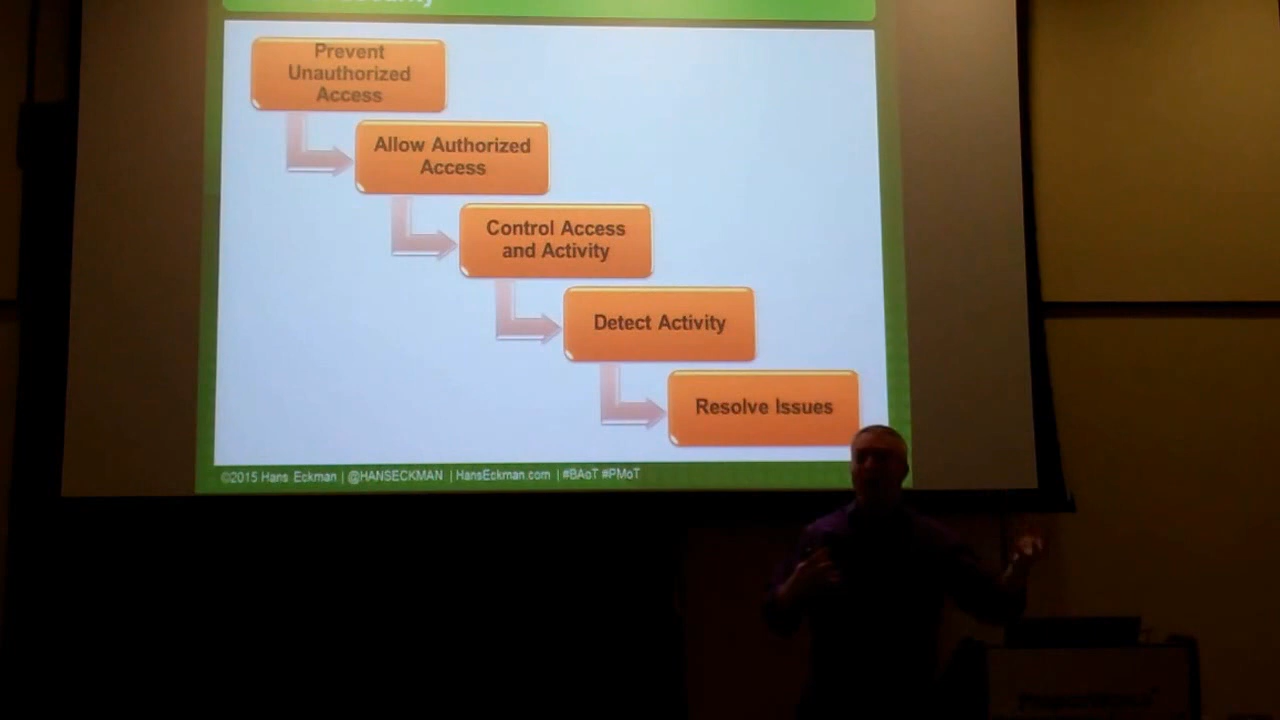 Prevent
Unauthorized
Access
Allow Authorized
Access
Control Access
and Activity
Detect Activity
Resolve Issues
©2015 Hans Eckman | @HANSECKMAN | HansEckman.com | #BAoT #PMoT